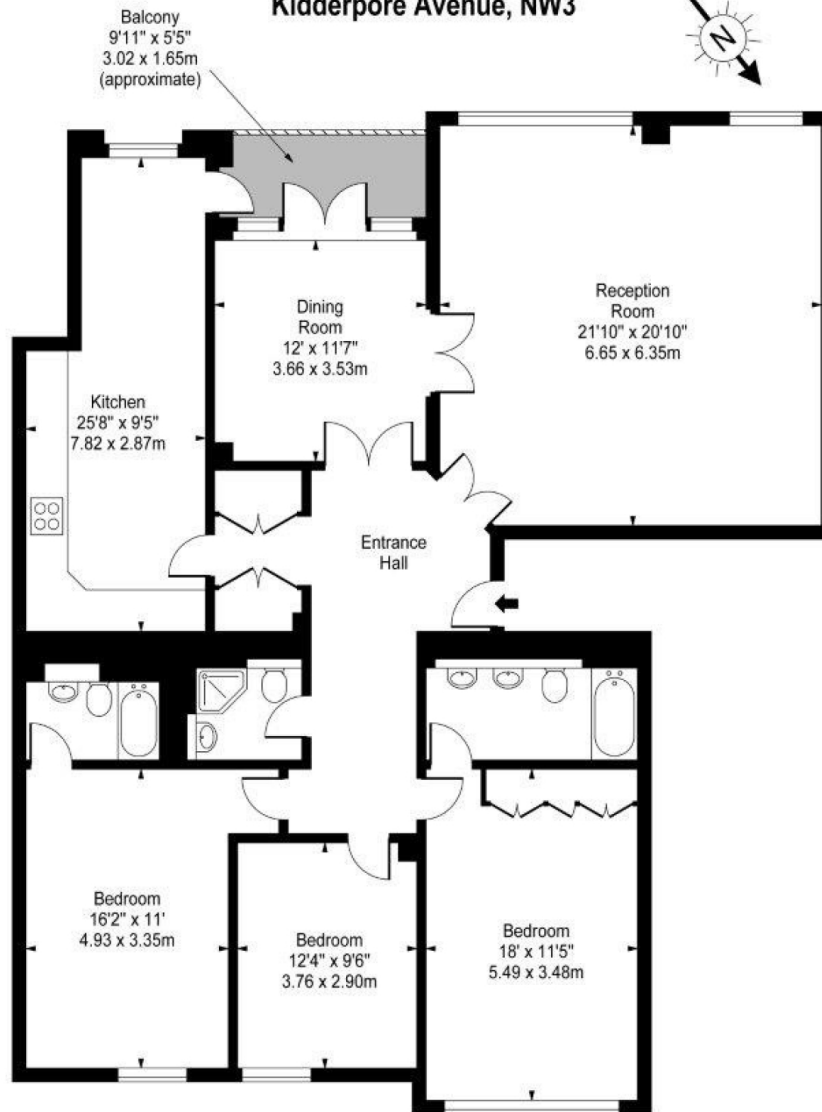 Kidderpore Avenue, NW3
N
Balcony
9'11" x 5'5"
3.02 x 1.65m
(approximate)
Reception
Room
21'10" x 20'10"
6.65 x 6.35m
Dining
Room
12' x 11'7"
3.66 x 3.53m
Kitchen
25'8" x 9'5"
7.82 x 2.87m
Entrance
Hall
Bedroom
16'2" x 11'
4.93 x 3.35m
Bedroom
12'4" x 9'6"
3.76 x 2.90m
Bedroom
18' x 11'5"
5.49 x 3.48m